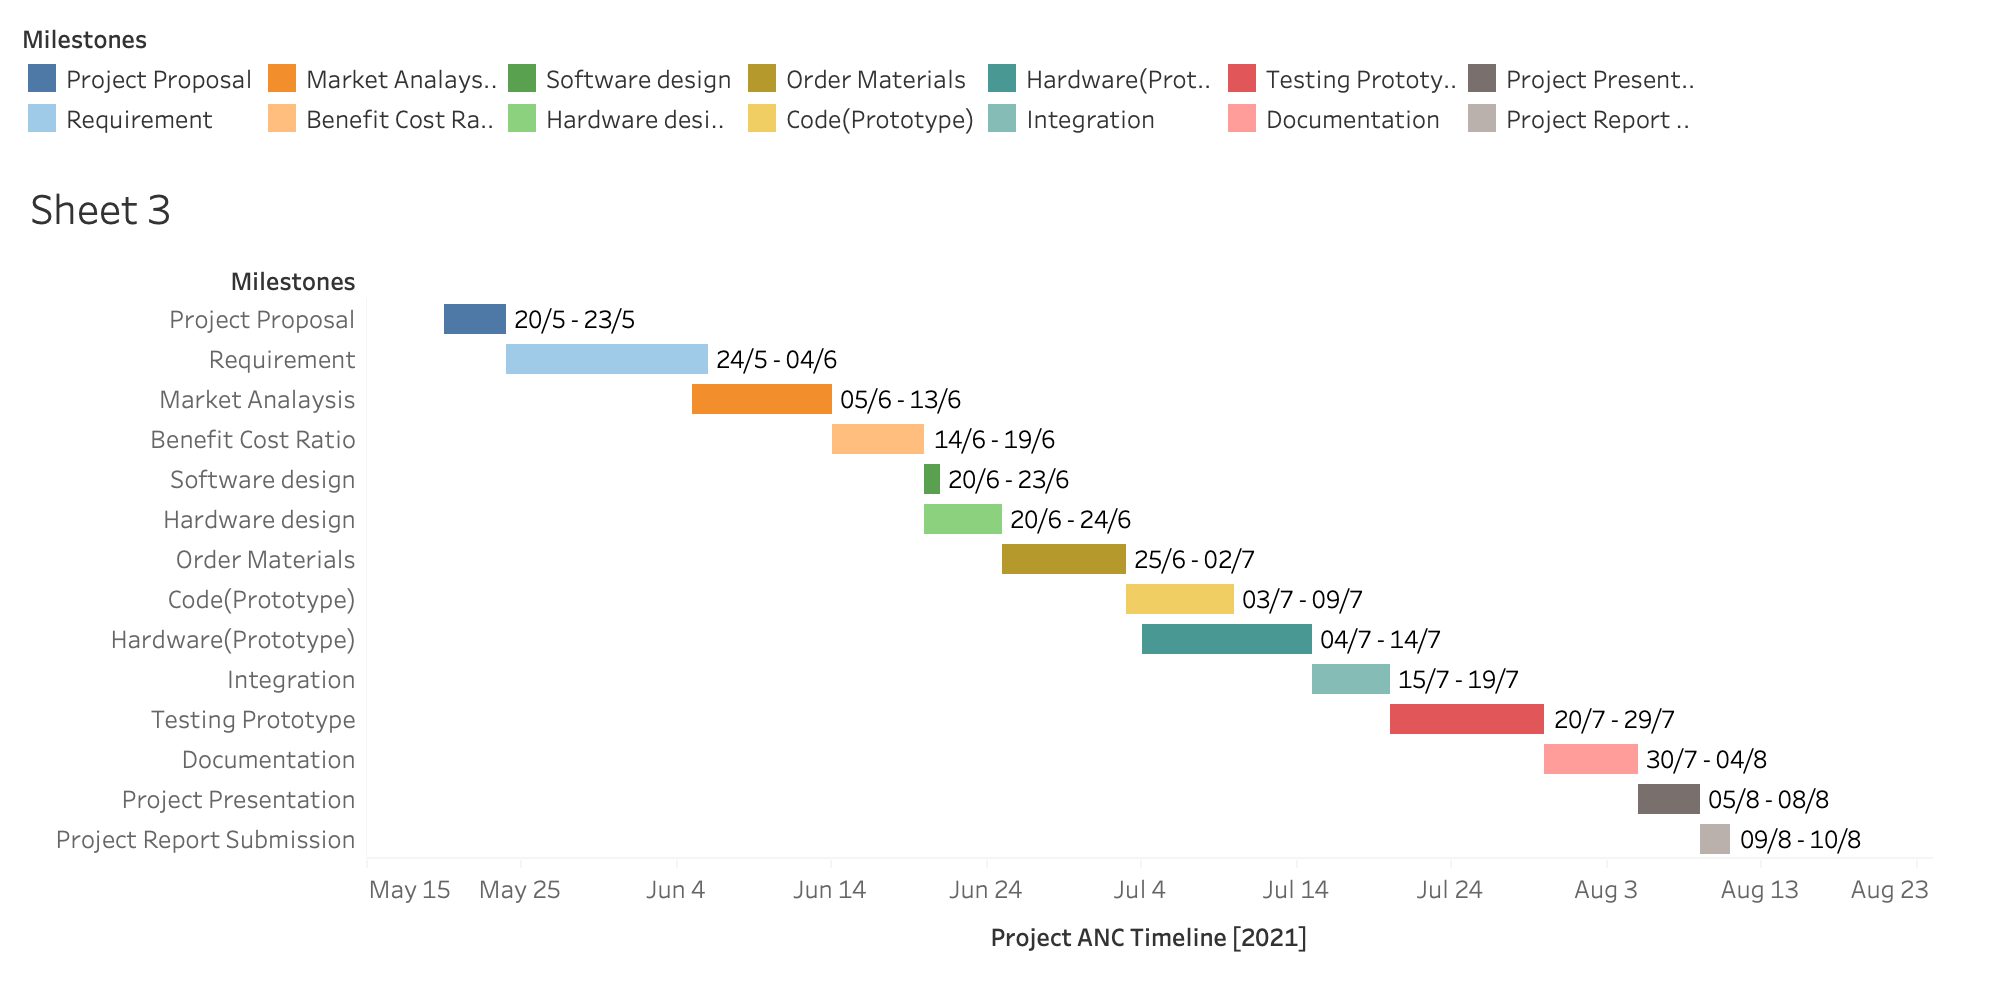 Milestones
Project Proposal Market Analays.. Software design Order Materials Hardware(Prot.. Testing Prototy.. Project Present..
Requirement Benefit Cost Ra.. Hardware desi.. Code(Prototype) Integration Documentation Project Report ..
Sheet 3
Milestones
Project Proposal 20/5 - 23/5
Requirement 24/5 - 04/6
Market Analaysis 05/6 - 13/6
Benefit Cost Ratio 14/6 - 19/6
Software design 20/6 - 23/6
Hardware design 20/6 - 24/6
Order Materials 25/6 - 02/7
Code(Prototype) 03/7 - 09/7
Hardware(Prototype) 04/7 - 14/7
Integration 15/7 - 19/7
Testing Prototype 20/7 - 29/7
Documentation 30/7 - 04/8
Project Presentation 05/8 - 08/8
Project Report Submission 09/8 - 10/8
May 15 May 25 Jun 4 Jun 14 Jun 24 Jul 4 Jul 14 Jul 24 Aug 3 Aug 13 Aug 23
Project ANC Timeline [2021]